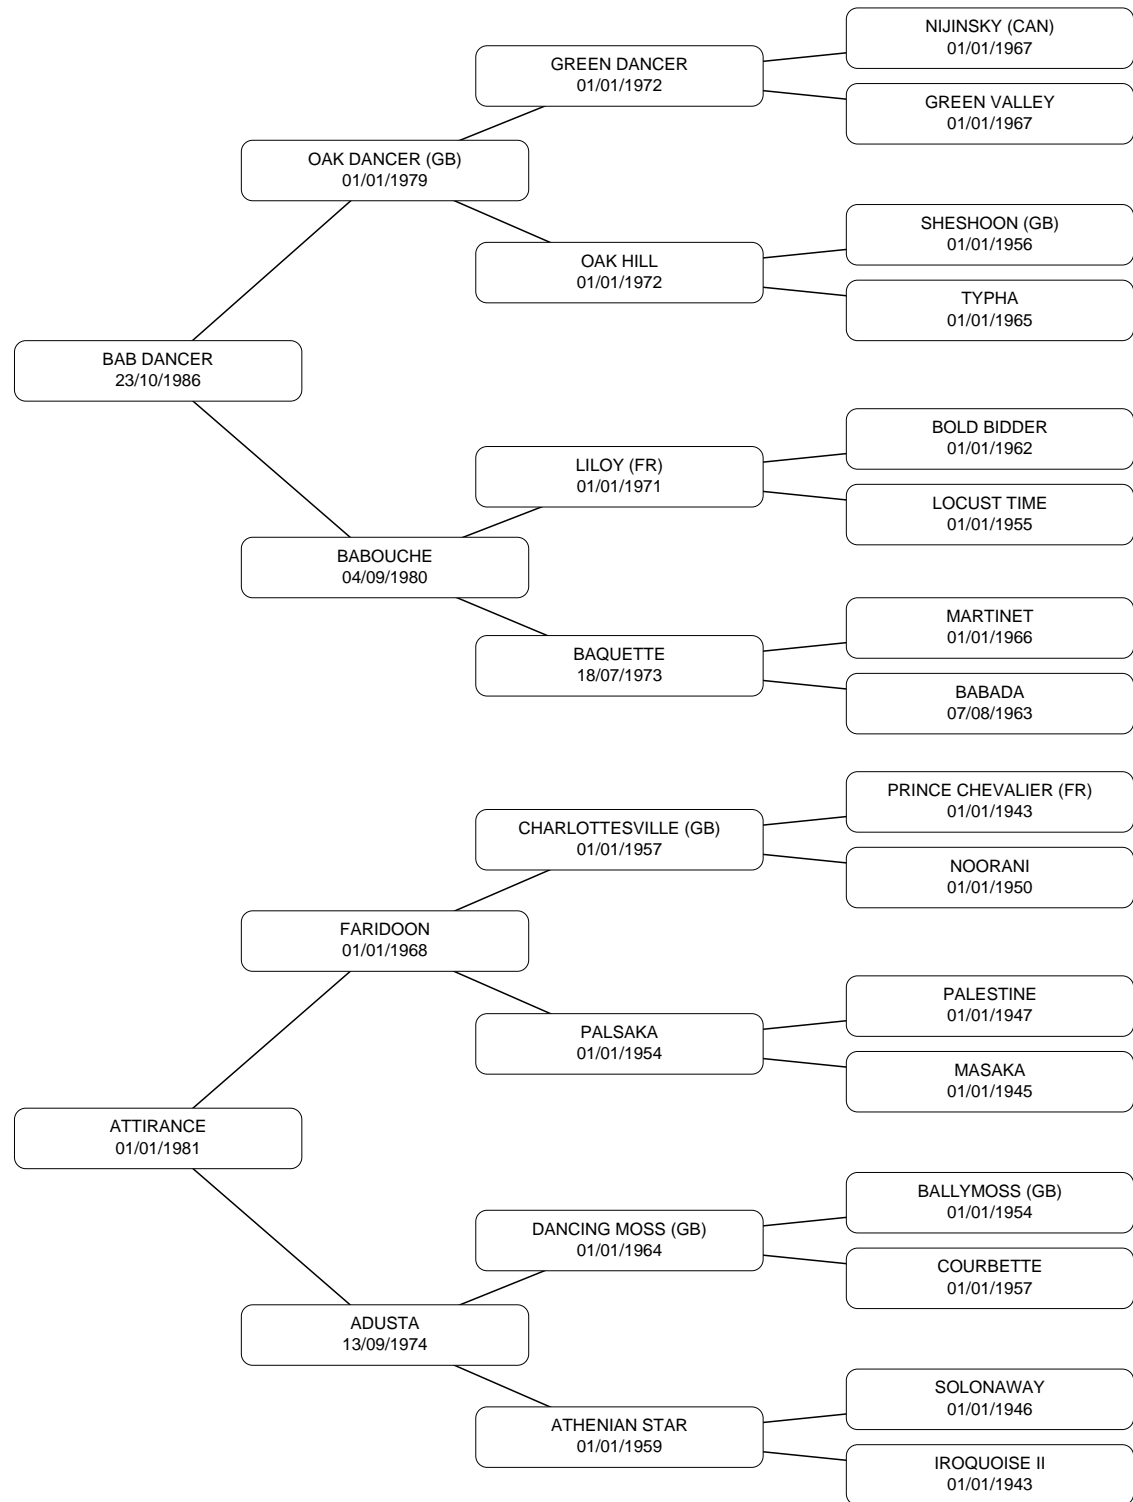 NIJINSKY (CAN)
01/01/1967
GREEN DANCER
01/01/1972
GREEN VALLEY
01/01/1967
OAK DANCER (GB)
01/01/1979
SHESHOON (GB)
01/01/1956
OAK HILL
01/01/1972
TYPHA
01/01/1965
BAB DANCER
23/10/1986
BOLD BIDDER
01/01/1962
LILOY (FR)
01/01/1971
LOCUST TIME
01/01/1955
BABOUCHE
04/09/1980
MARTINET
01/01/1966
BAQUETTE
18/07/1973
BABADA
07/08/1963
PRINCE CHEVALIER (FR)
01/01/1943
CHARLOTTESVILLE (GB)
01/01/1957
NOORANI
01/01/1950
FARIDOON
01/01/1968
PALESTINE
01/01/1947
PALSAKA
01/01/1954
MASAKA
01/01/1945
ATTIRANCE
01/01/1981
BALLYMOSS (GB)
01/01/1954
DANCING MOSS (GB)
01/01/1964
COURBETTE
01/01/1957
ADUSTA
13/09/1974
SOLONAWAY
01/01/1946
ATHENIAN STAR
01/01/1959
IROQUOISE II
01/01/1943